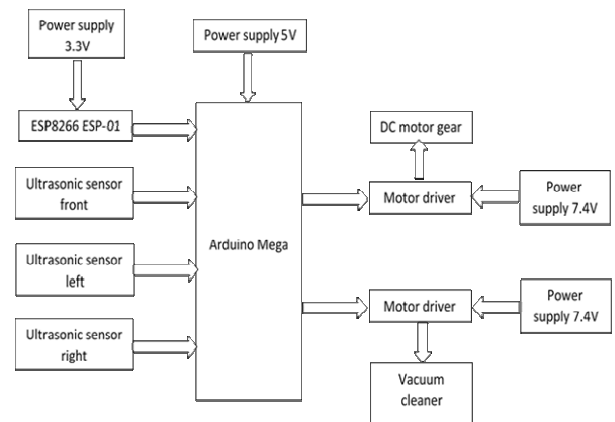 Power supply
3.3V
Power supply 5V
ESP8266 ESP-01
DC motor gear
Ultrasonic sensor
front
Motor driver
Power
supply 7.4V
Arduino Mega
Ultrasonic sensor
left
Motor driver
Power
supply 7.4V
Ultrasonic sensor
right
Vacuum
cleaner